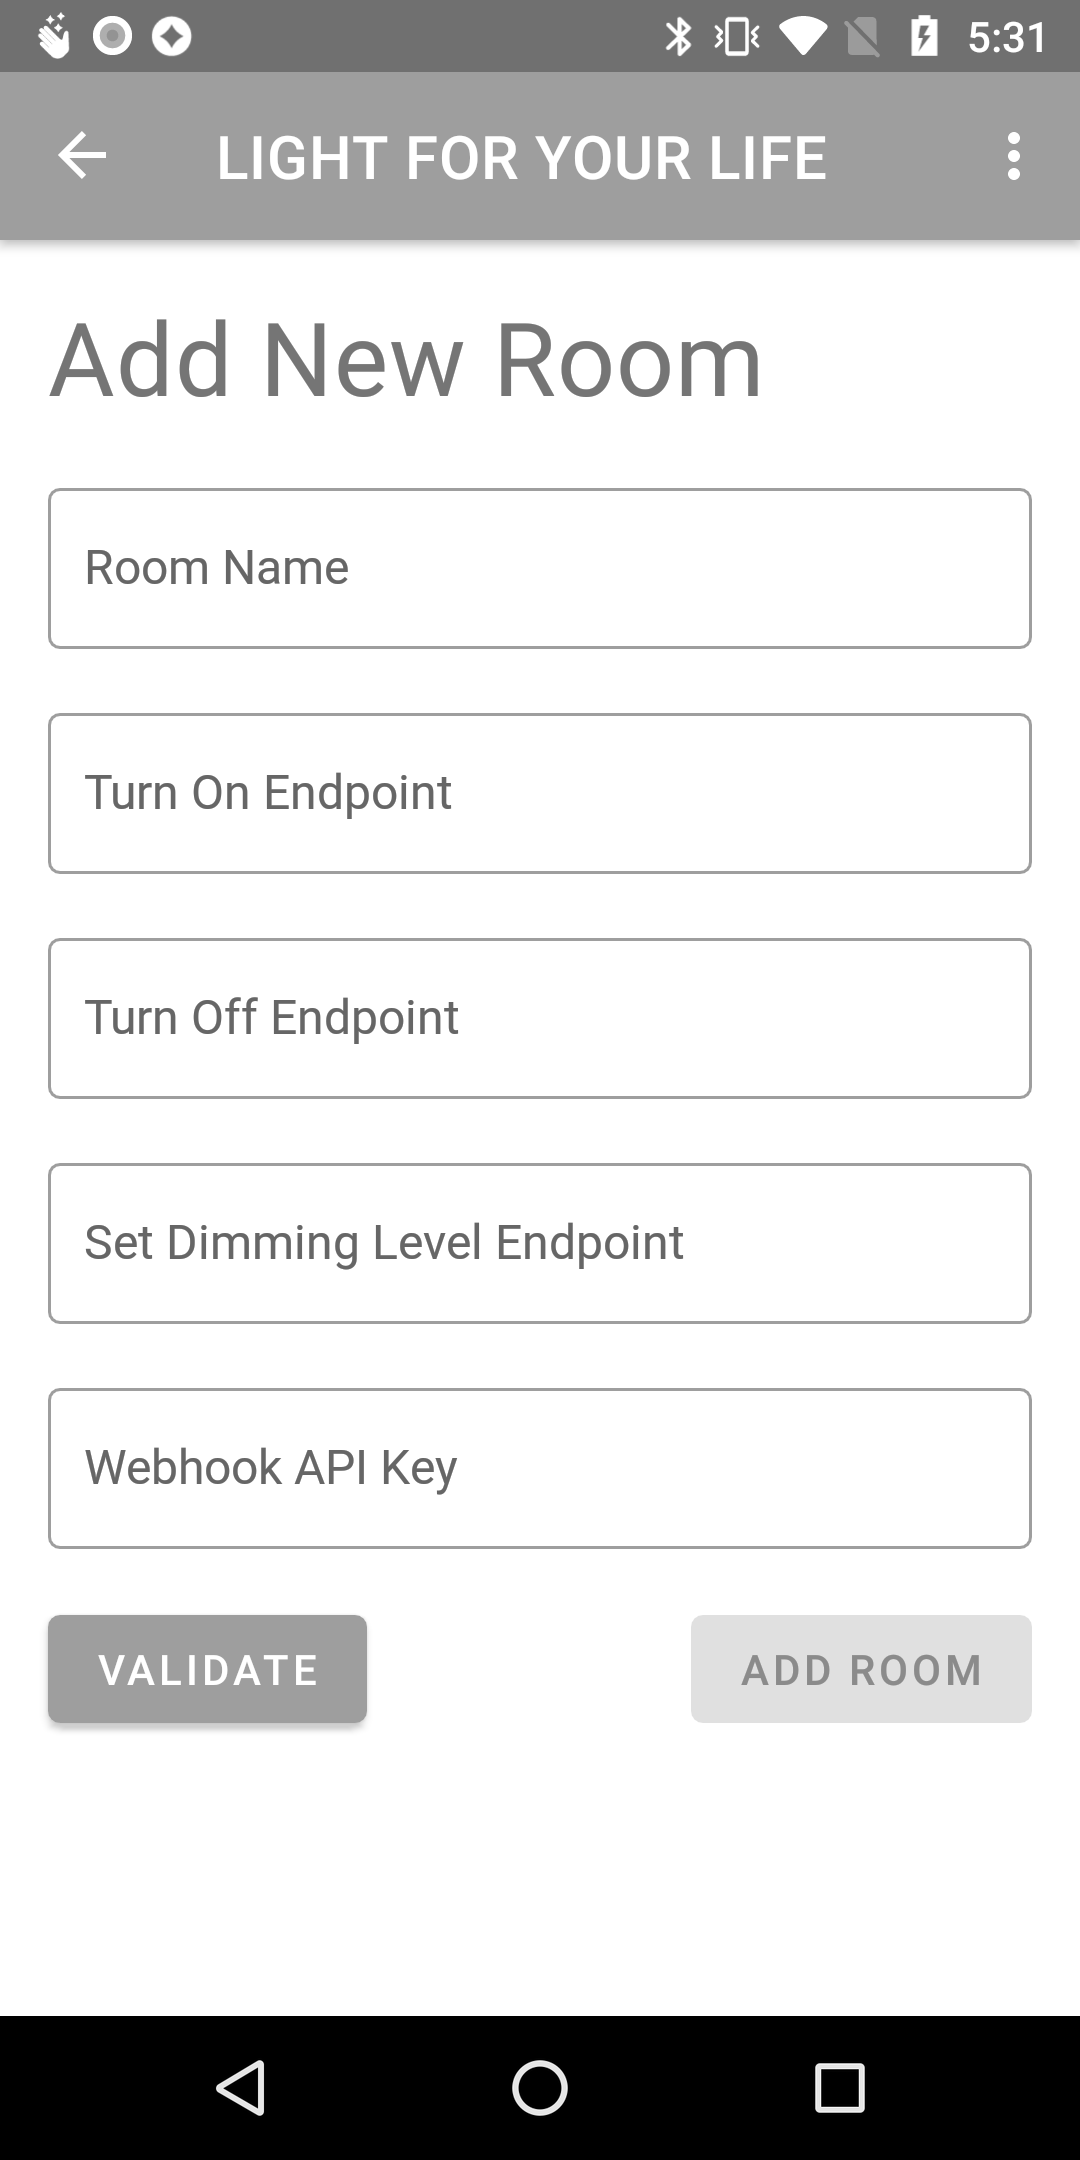 5:31
LIGHT FOR YOUR LIFE
Add New Room
Room Name
Turn On Endpoint
Turn Off Endpoint
Set Dimming Level Endpoint
Webhook API Key
VALIDATE
ADD ROOM